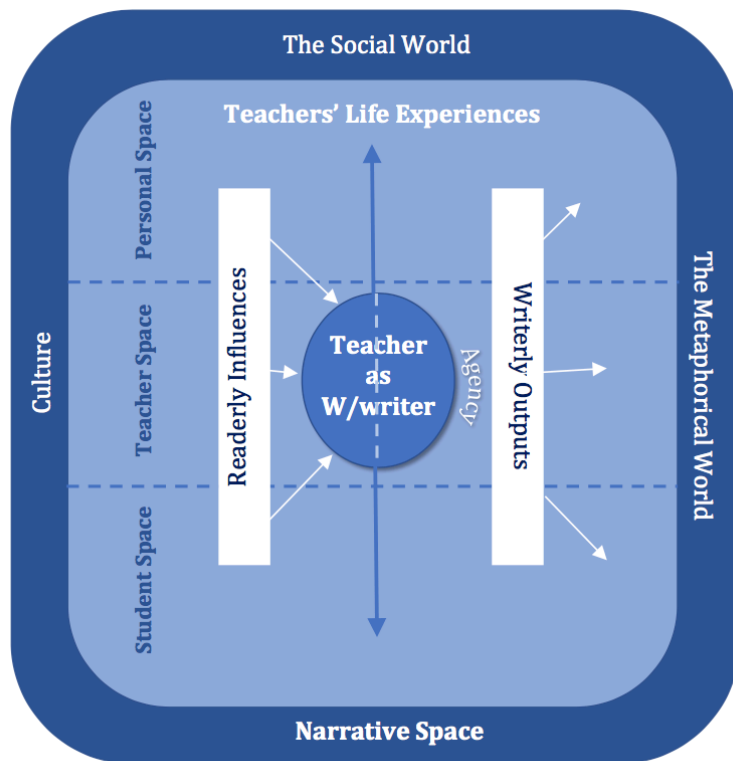 The Social World
Teachers’ Life Experiences
Personal Space
Teacher Space
Student Space
Culture
Readerly Influences
Teacher
as
W/writer
Agency
Writerly Outputs
The Metaphorical World
Narrative Space